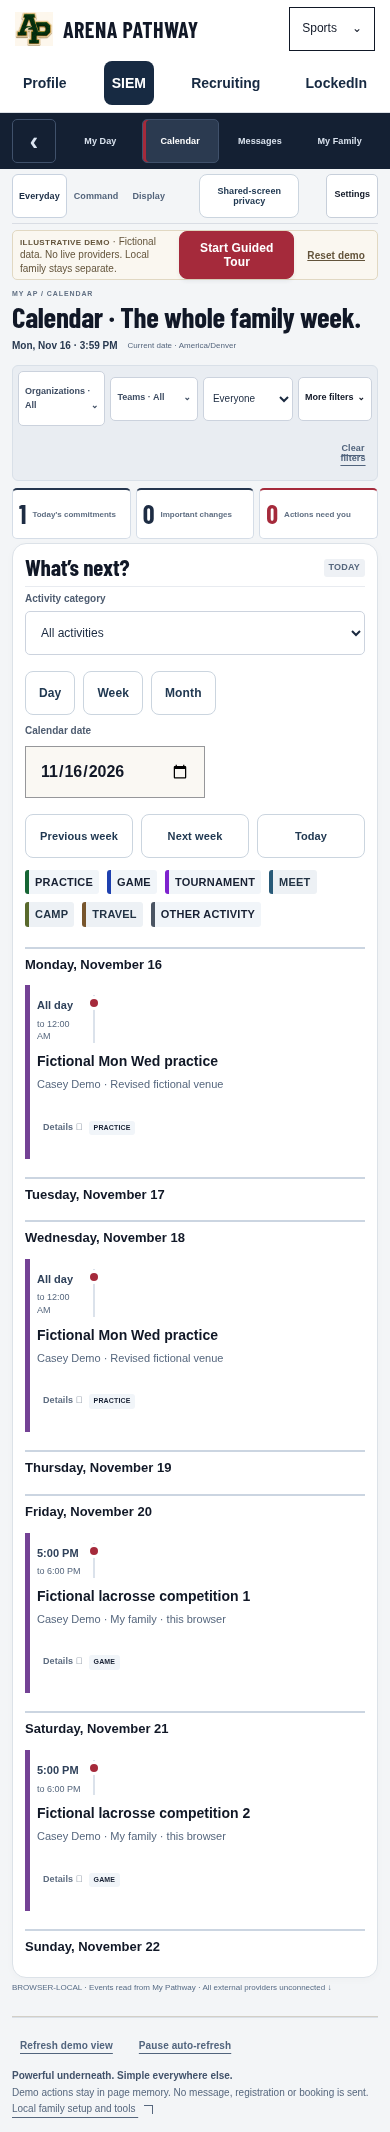 AP ARENA PATHWAY
Sports
Profile SIEM Recruiting LockedIn
My Day Calendar Messages My Family
Everyday Command Display Shared-screen privacy Settings
ILLUSTRATIVE DEMO · Fictional data. No live providers. Local family stays separate.
Start Guided Tour
Reset demo
MY AP / CALENDAR
Calendar · The whole family week.
Mon, Nov 16 · 3:59 PM Current date · America/Denver
Organizations · All Teams · All Everyone More filters
Clear filters
1 Today's commitments 0 Important changes 0 Actions need you
What's next? TODAY
Activity category
All activities
Day Week Month
Calendar date
11/16/2026
Previous week Next week Today
PRACTICE GAME TOURNAMENT MEET
CAMP TRAVEL OTHER ACTIVITY
Monday, November 16
All day
to 12:00 AM
Fictional Mon Wed practice
Casey Demo · Revised fictional venue
Details PRACTICE
Tuesday, November 17
Wednesday, November 18
All day
to 12:00 AM
Fictional Mon Wed practice
Casey Demo · Revised fictional venue
Details PRACTICE
Thursday, November 19
Friday, November 20
5:00 PM
to 6:00 PM
Fictional lacrosse competition 1
Casey Demo · My family · this browser
Details GAME
Saturday, November 21
5:00 PM
to 6:00 PM
Fictional lacrosse competition 2
Casey Demo · My family · this browser
Details GAME
Sunday, November 22
BROWSER-LOCAL · Events read from My Pathway · All external providers unconnected ↓
Refresh demo view Pause auto-refresh
Powerful underneath. Simple everywhere else.
Demo actions stay in page memory. No message, registration or booking is sent.
Local family setup and tools